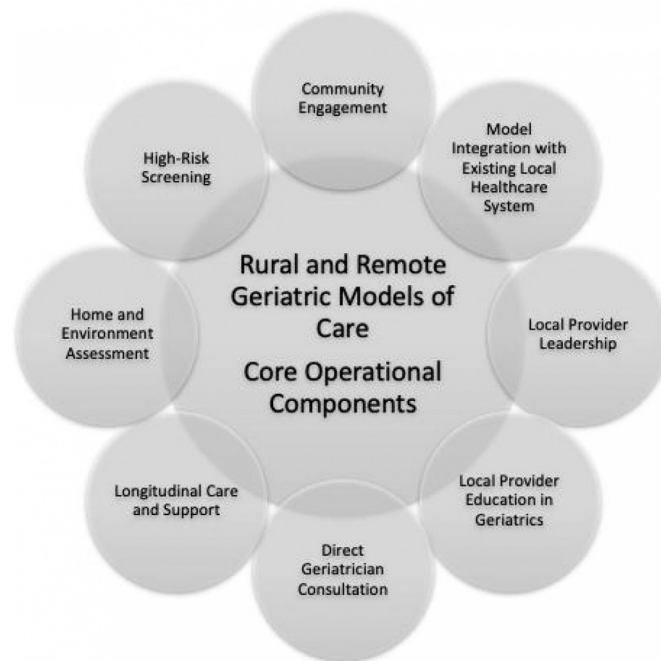 Community
Engagement
Model
Integration with
Existing Local
Healthcare
System
High-Risk
Screening
Rural and Remote
Geriatric Models of
Care
Core Operational
Components
Home and
Environment
Assessment
Local Provider
Leadership
Longitudinal Care
and Support
Local Provider
Education in
Geriatrics
Direct
Geriatrician
Consultation